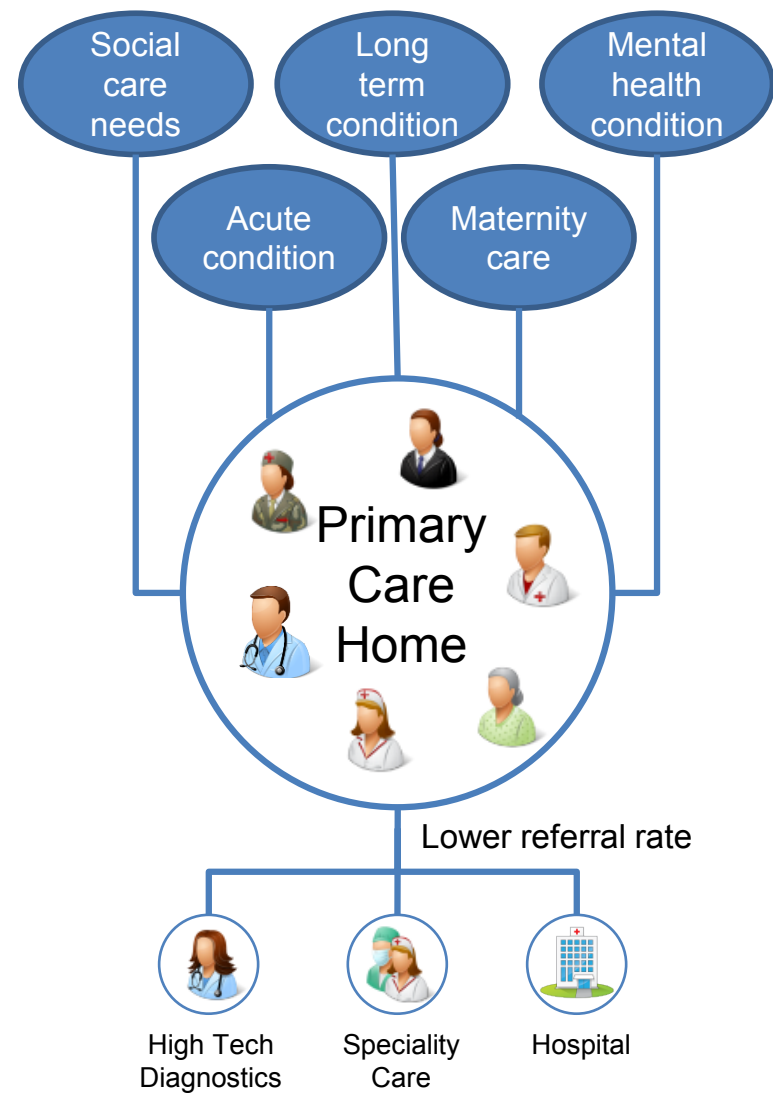 Social
care
needs
Long
term
condition
Mental
health
condition
Acute
condition
Maternity
care
Primary
Care
Home
Lower referral rate
High Tech
Diagnostics
Speciality
Care
Hospital